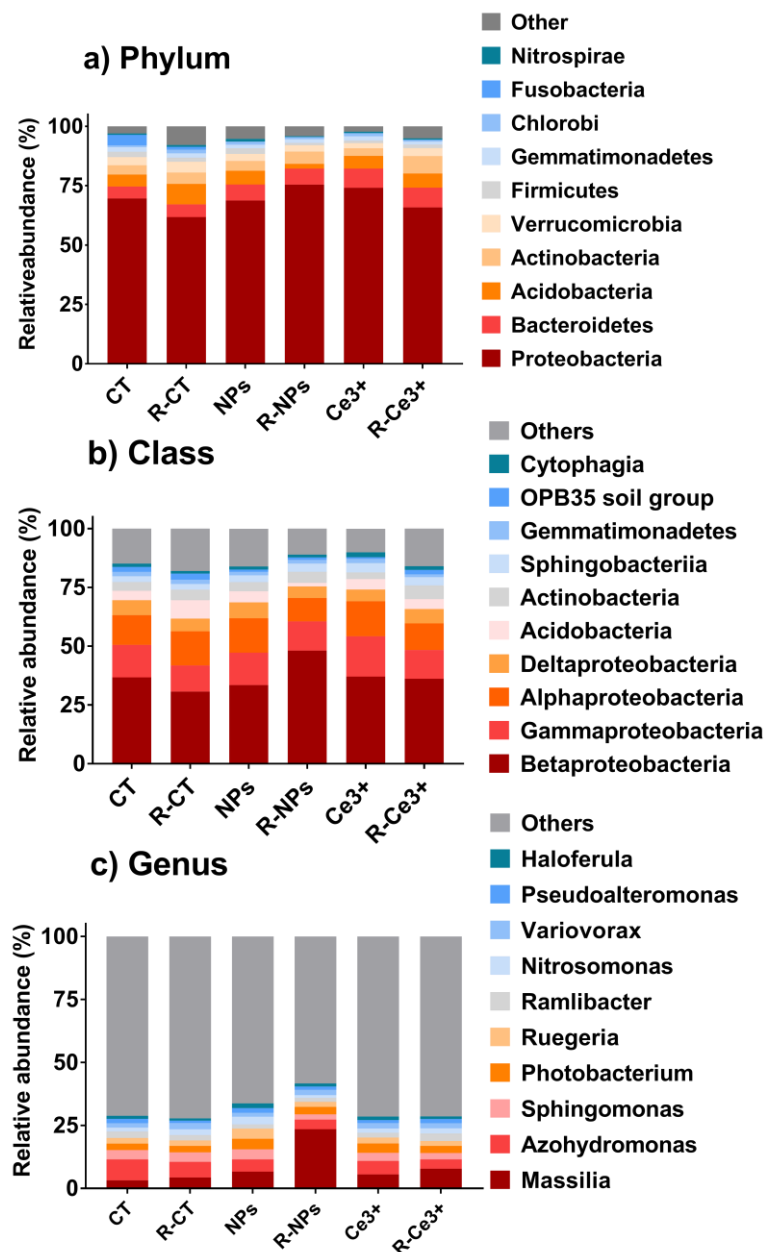 a) Phylum
Relativeabundance (%)
100
75
50
25
0
CT
R-CT
NPs
R-NPs
Ce3+
R-Ce3+
Other
Nitrospirae
Fusobacteria
Chlorobi
Gemmatimonadetes
Firmicutes
Verrucomicrobia
Actinobacteria
Acidobacteria
Bacteroidetes
Proteobacteria
b) Class
Relative abundance (%)
100
75
50
25
0
CT
R-CT
NPs
R-NPs
Ce3+
R-Ce3+
Others
Cytophagia
OPB35 soil group
Gemmatimonadetes
Sphingobacteriia
Actinobacteria
Acidobacteria
Deltaproteobacteria
Alphaproteobacteria
Gammaproteobacteria
Betaproteobacteria
c) Genus
Relative abundance (%)
100
75
50
25
0
CT
R-CT
NPs
R-NPs
Ce3+
R-Ce3+
Others
Haloferula
Pseudoalteromonas
Variovorax
Nitrosomonas
Ramlibacter
Ruegeria
Photobacterium
Sphingomonas
Azohydromonas
Massilia